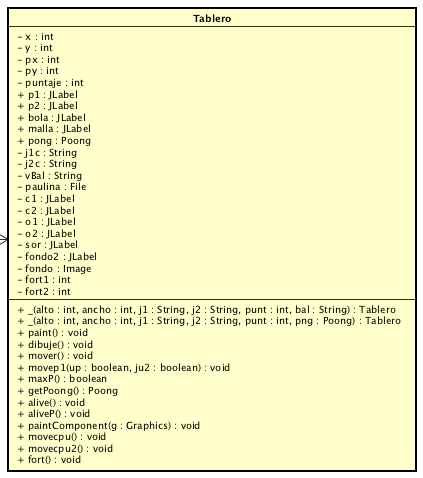 Tablero
– x : int
– y : int
– px : int
– py : int
– puntaje : int
+ p1 : JLabel
+ p2 : JLabel
+ bola : JLabel
+ malla : JLabel
+ pong : Poong
– j1c : String
– j2c : String
– vBal : String
– paulina : File
– c1 : JLabel
– c2 : JLabel
– o1 : JLabel
– o2 : JLabel
– sor : JLabel
– fondo2 : JLabel
– fondo : Image
– fort1 : int
– fort2 : int
+ _(alto : int, ancho : int, j1 : String, j2 : String, punt : int, bal : String) : Tablero
+ _(alto : int, ancho : int, j1 : String, j2 : String, punt : int, png : Poong) : Tablero
+ paint() : void
+ dibuje() : void
+ mover() : void
+ movep1(up : boolean, ju2 : boolean) : void
+ maxP() : boolean
+ getPoong() : Poong
+ alive() : void
+ aliveP() : void
+ paintComponent(g : Graphics) : void
+ movecpu() : void
+ movecpu2() : void
+ fort() : void